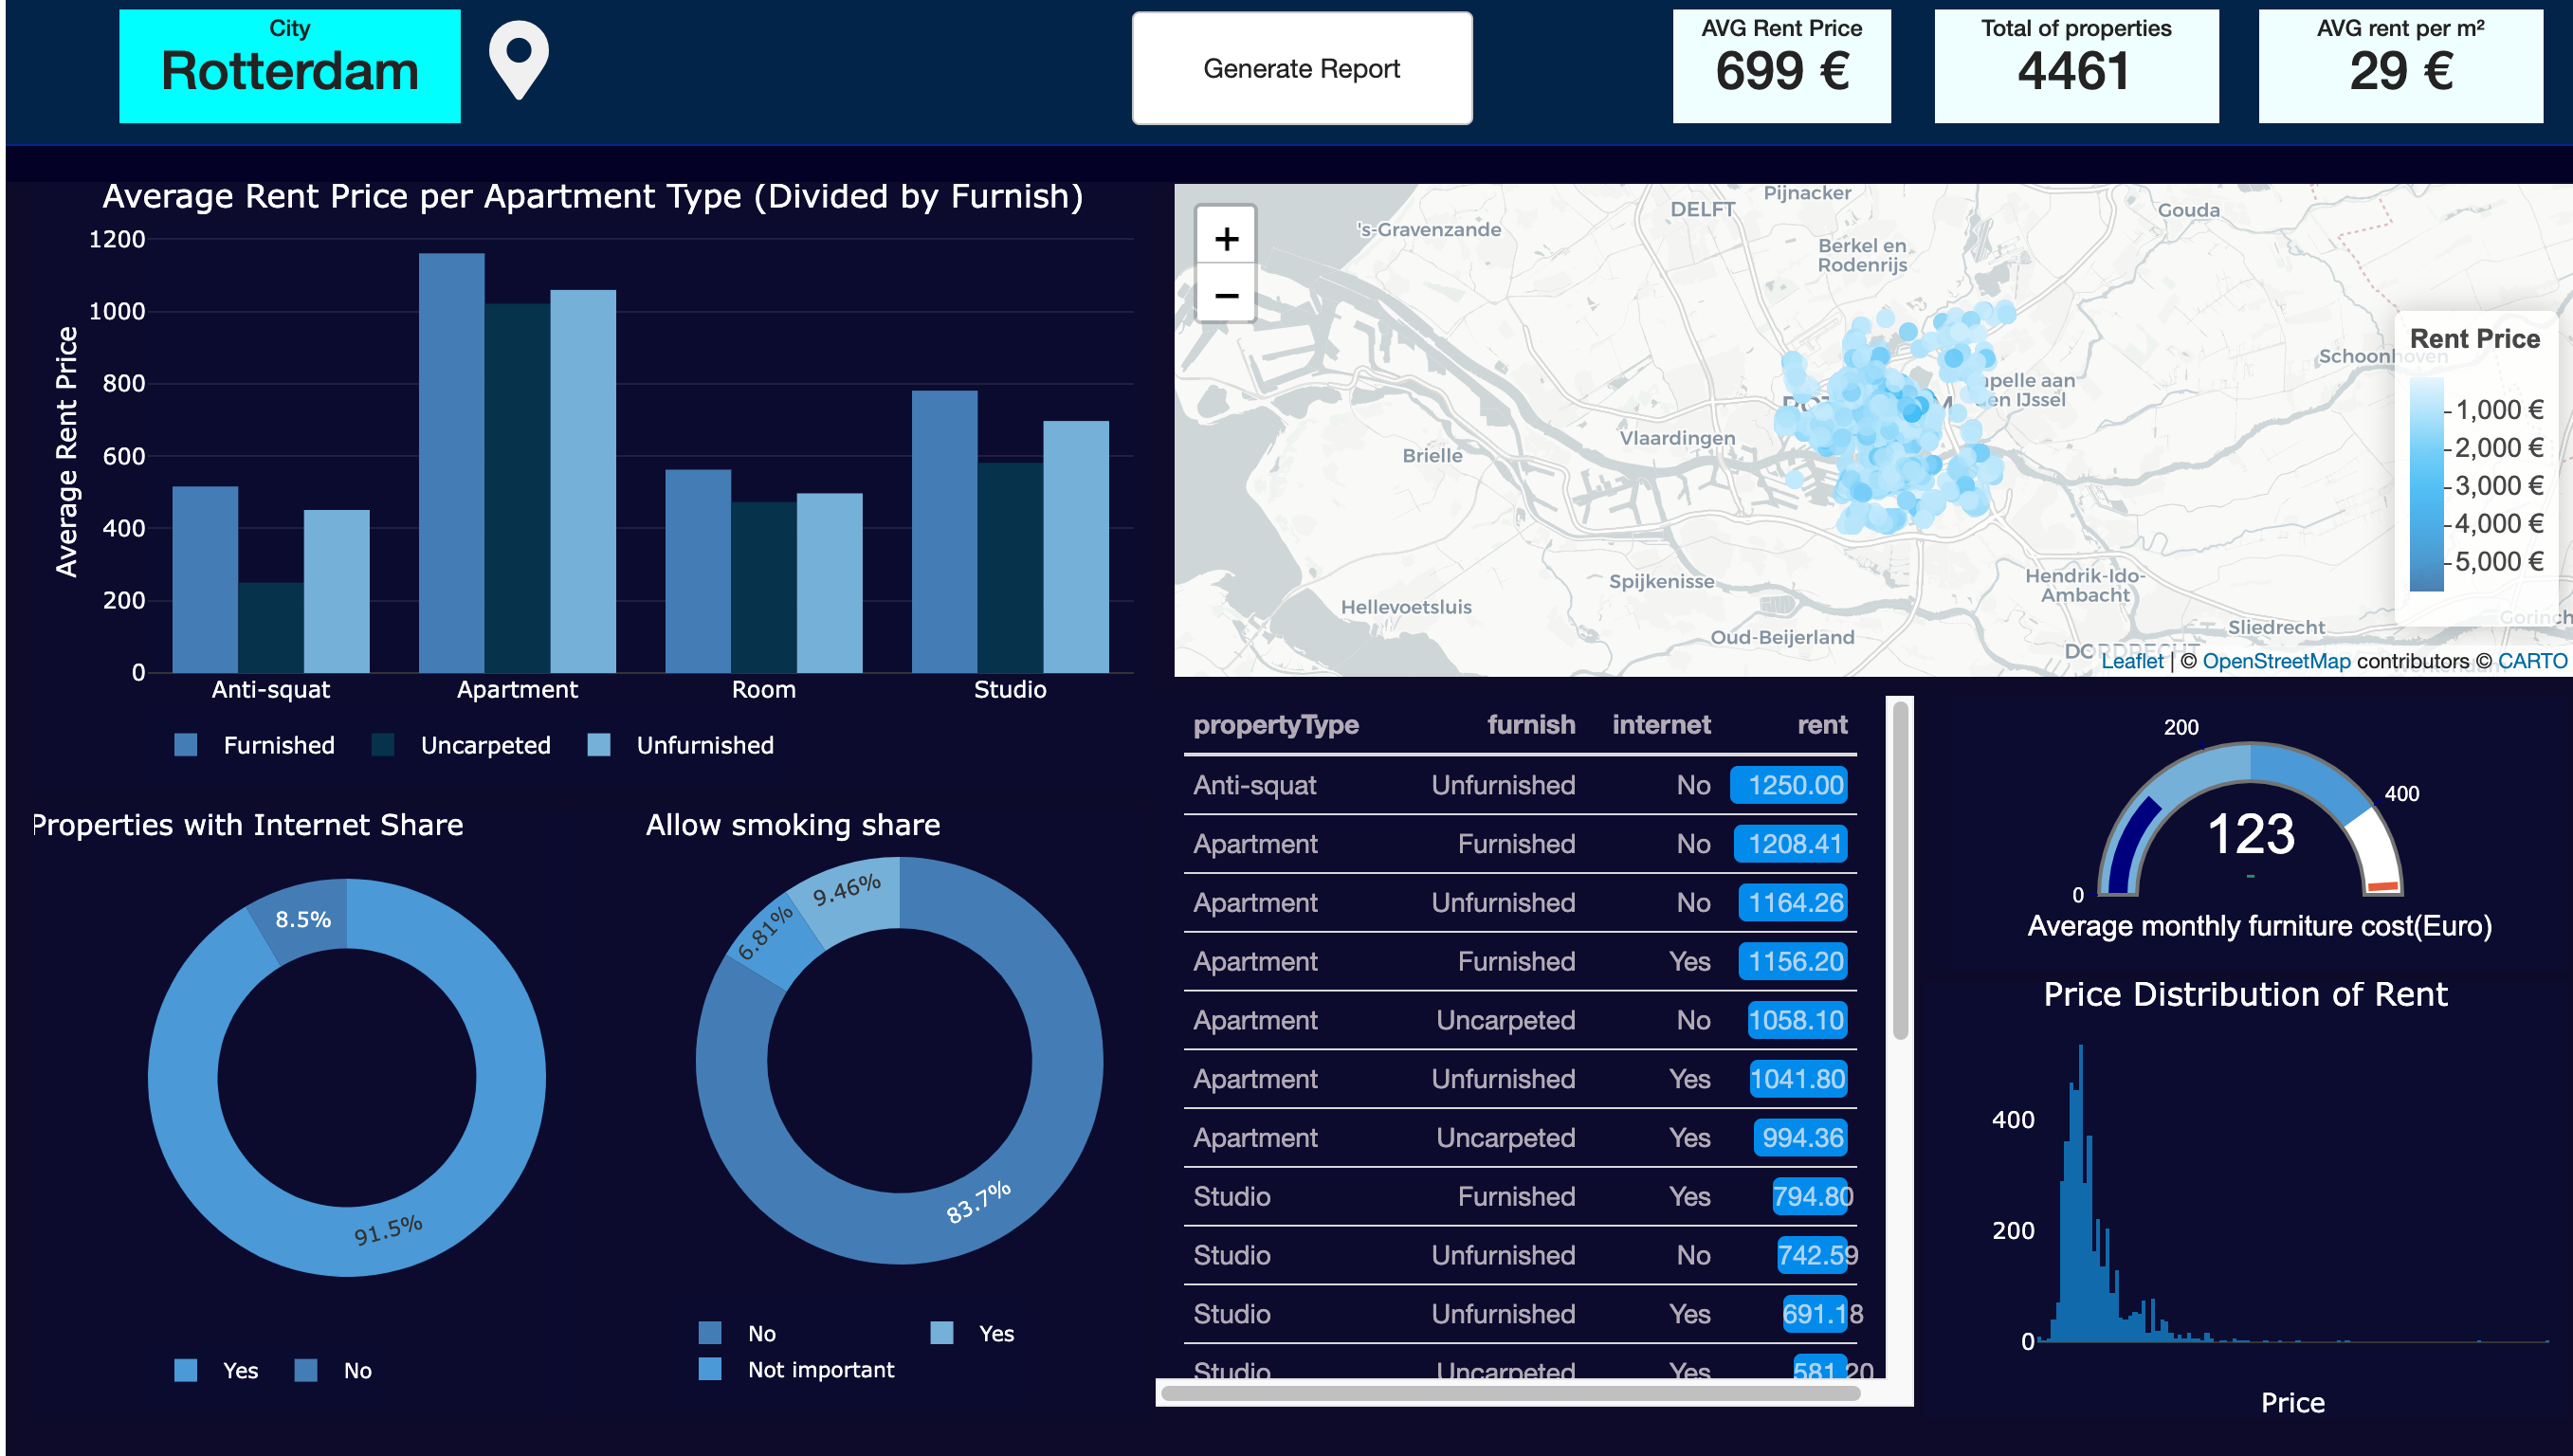 City
Rotterdam
Generate Report
AVG Rent Price
699 €
Total of properties
4461
AVG rent per m²
29 €
Average Rent Price per Apartment Type (Divided by Furnish)
1200
1000
800
600
400
200
0
Average Rent Price
Anti-squat Apartment Room Studio
Furnished Uncarpeted Unfurnished
+
−
Pijnacker
DELFT
Gouda
's-Gravenzande
Berkel en
Rodenrijs
Schoonhoven
apelle aan
den IJssel
Vlaardingen
Brielle
Spijkenisse
Hendrik-Ido-
Ambacht
Hellevoetsluis
Oud-Beijerland
Sliedrecht
Gorinch
DORDRECHT
Rent Price
1,000 €
2,000 €
3,000 €
4,000 €
5,000 €
Leaflet | © OpenStreetMap contributors © CARTO
Properties with Internet Share
8.5%
91.5%
Yes No
Allow smoking share
9.46%
6.81%
83.7%
No Yes
Not important
propertyType furnish internet rent
Anti-squat Unfurnished No 1250.00
Apartment Furnished No 1208.41
Apartment Unfurnished No 1164.26
Apartment Furnished Yes 1156.20
Apartment Uncarpeted No 1058.10
Apartment Unfurnished Yes 1041.80
Apartment Uncarpeted Yes 994.36
Studio Furnished Yes 794.80
Studio Unfurnished No 742.59
Studio Unfurnished Yes 691.18
Studio Uncarpeted Yes 581.20
200
400
0
123
-
Average monthly furniture cost(Euro)
Price Distribution of Rent
400
200
0
Price